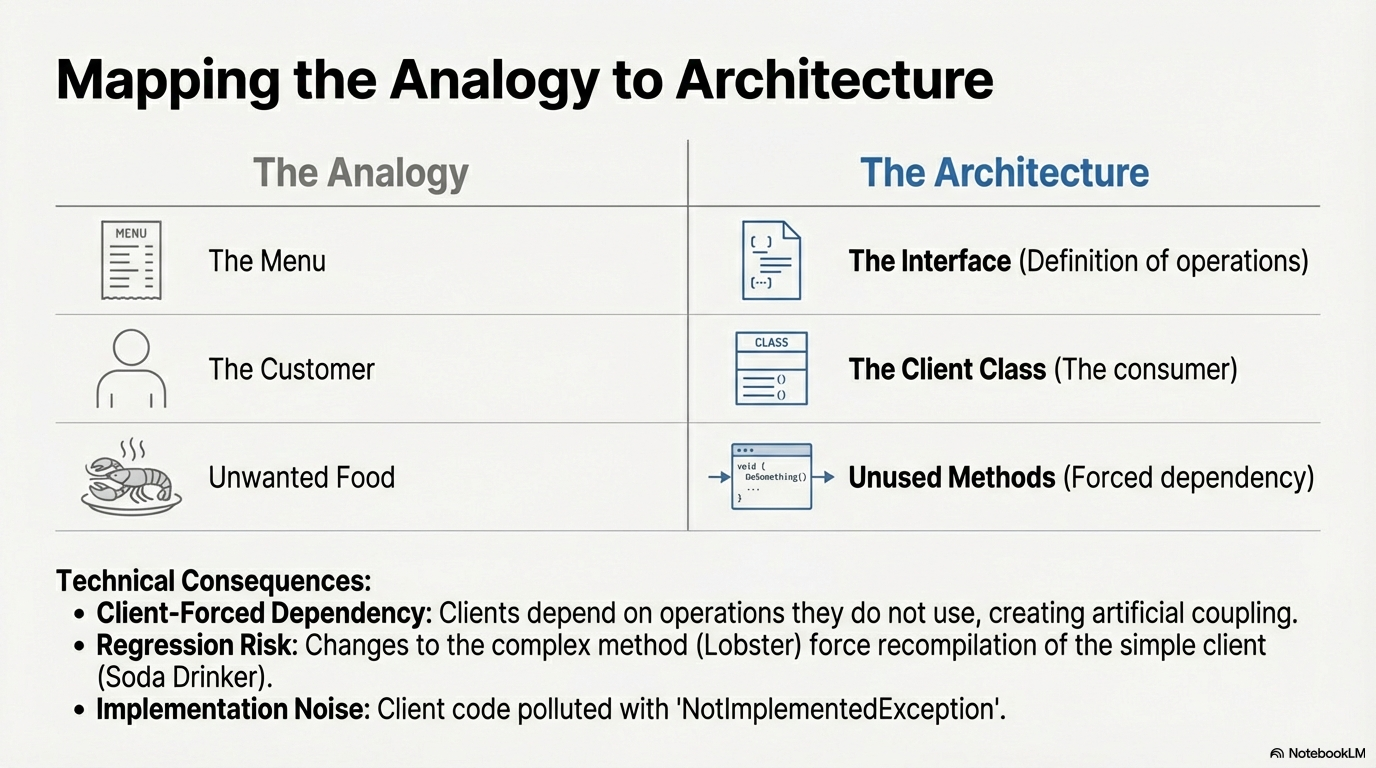 Mapping the Analogy to Architecture
The Analogy
The Architecture
MENU
The Menu
The Interface (Definition of operations)
The Customer
CLASS
The Client Class (The consumer)
Unwanted Food
void {
DeSomething()
...
}
Unused Methods (Forced dependency)
Technical Consequences:
• Client-Forced Dependency: Clients depend on operations they do not use, creating artificial coupling.
• Regression Risk: Changes to the complex method (Lobster) force recompilation of the simple client
(Soda Drinker).
• Implementation Noise: Client code polluted with 'NotImplementedException'.
NotebookLM